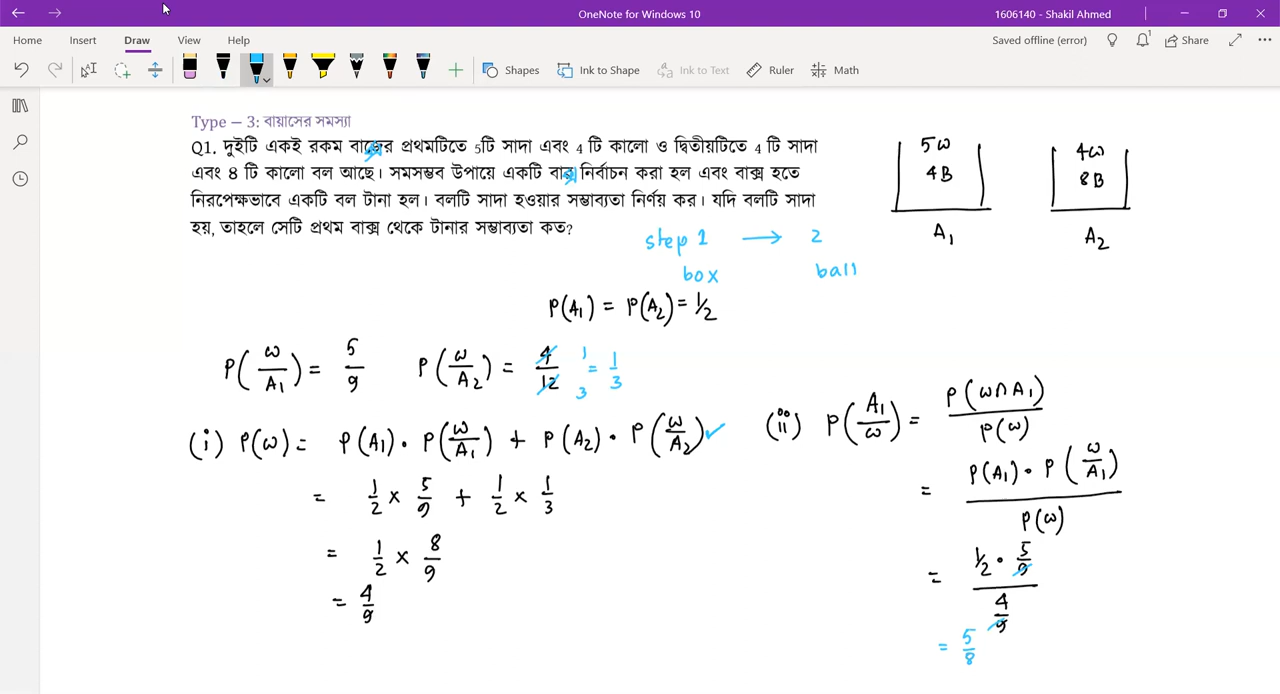 OneNote for Windows 10
1606140 - Shakil Ahmed
Home Insert Draw View Help
Saved offline (error)
Share
Shapes
Ink to Shape
Ink to Text
Ruler
Math
Type – 3: বায়াসের সমস্যা
Q1. দুইটি একই রকম বাক্সের প্রথমটিতে 5টি সাদা এবং 4 টি কালো ও দ্বিতীয়টিতে 4 টি সাদা
এবং 8 টি কালো বল আছে। সমসম্ভব উপায়ে একটি বাক্স নির্বাচন করা হল এবং বাক্স হতে
নিরপেক্ষভাবে একটি বল টানা হল। বলটি সাদা হওয়ার সম্ভাব্যতা নির্ণয় কর। যদি বলটি সাদা
হয়, তাহলে সেটি প্রথম বাক্স থেকে টানার সম্ভাব্যতা কত?
5W
4B
A₁
4W
8B
A₂
step 1 → 2
box ball
P(A₁) = P(A₂) = 1/2
P(W/A₁) = 5/9 P(W/A₂) = 4/12 1 3 = 1/3
(i) P(W) = P(A₁) · P(W/A₁) + P(A₂) · P(W/A₂) ✓
= 1/2 × 5/9 + 1/2 × 1/3
= 1/2 × 8/9
= 4/9
(ii) P(A₁/W) = P(W∩A₁)/P(W)
= P(A₁) · P(W/A₁)/P(W)
= 1/2 · 5/9 / 4/9
= 5/8